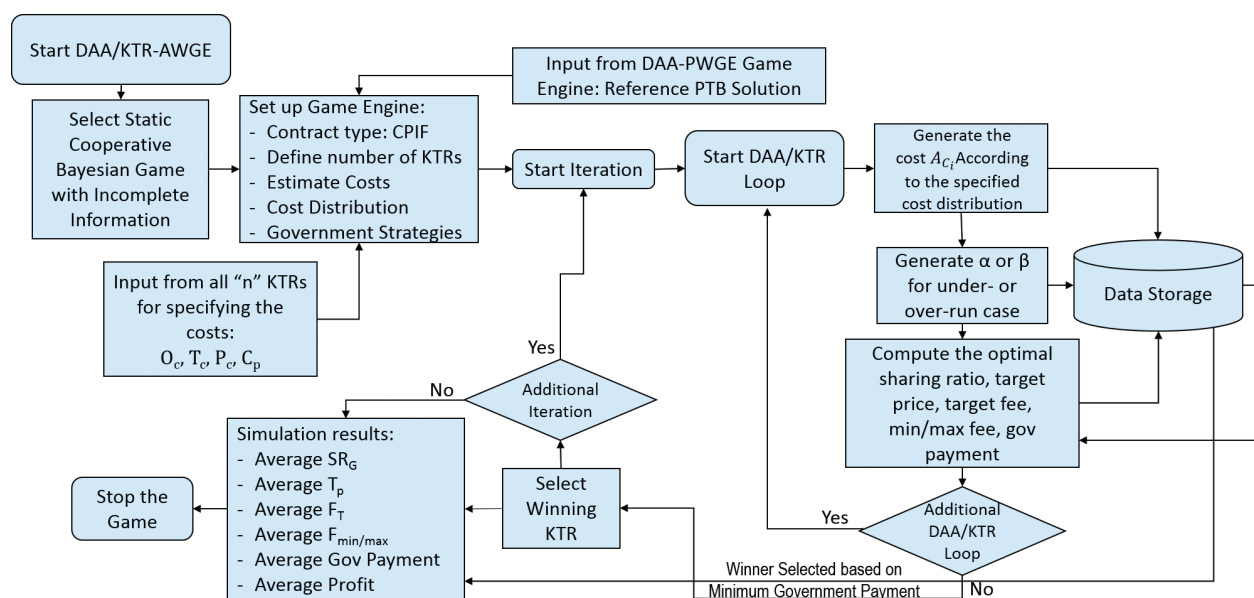 Start DAA/KTR-AWGE
Select Static
Cooperative
Bayesian Game
with Incomplete
Information
Set up Game Engine:
- Contract type: CPIF
- Define number of KTRs
- Estimate Costs
- Cost Distribution
- Government Strategies
Input from DAA-PWGE Game
Engine: Reference PTB Solution
Input from all “n” KTRs
for specifying the
costs:
O_c, T_c, P_c, C_p
Start Iteration
Start DAA/KTR
Loop
Generate the
cost A_{C_i} According
to the specified
cost distribution
Generate α or β
for under- or
over-run case
Data Storage
Compute the optimal
sharing ratio, target
price, target fee,
min/max fee, gov
payment
Additional
DAA/KTR
Loop
Yes
No
Winner Selected based on
Minimum Government Payment
Select
Winning
KTR
Additional
Iteration
Yes
No
Simulation results:
- Average SR_G
- Average T_p
- Average F_T
- Average F_{min/max}
- Average Gov Payment
- Average Profit
Stop the
Game